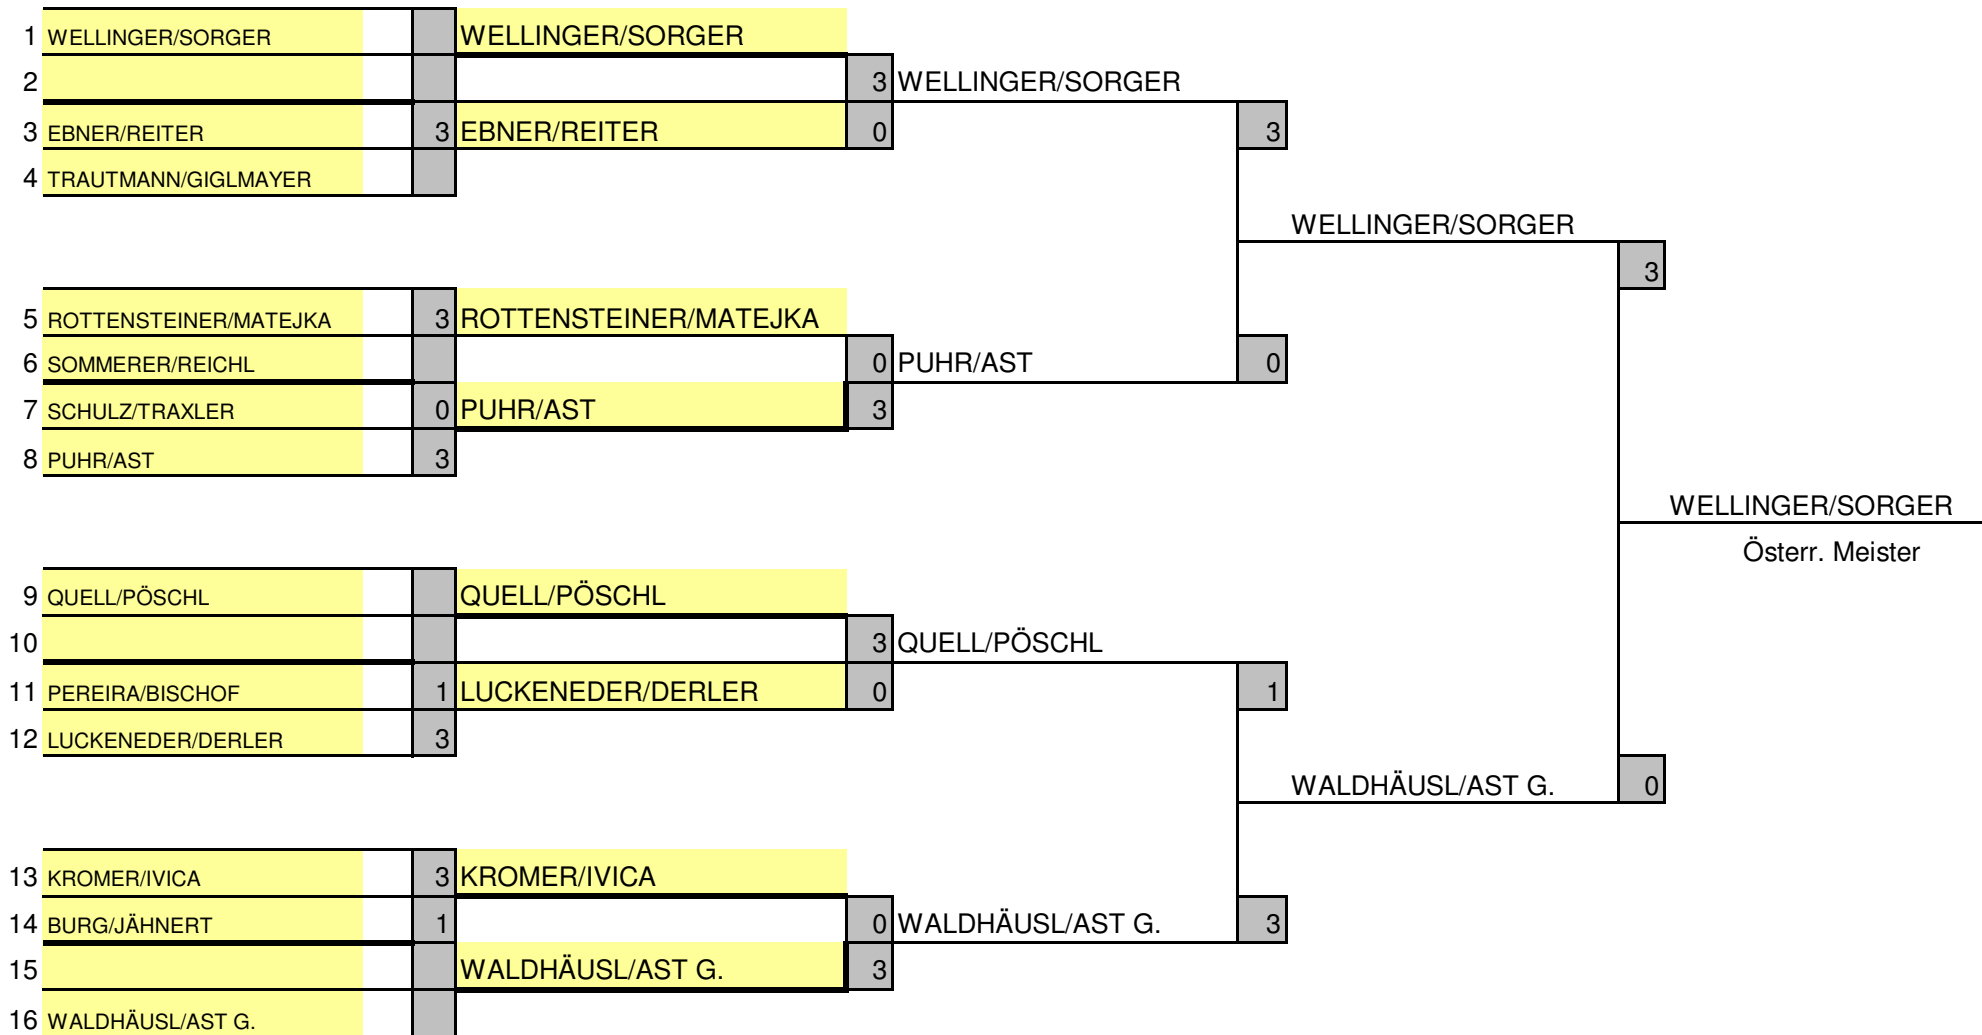 1 WELLINGER/SORGER WELLINGER/SORGER
2 3 WELLINGER/SORGER
3 EBNER/REITER 3 EBNER/REITER 0 3
4 TRAUTMANN/GIGLMAYER
WELLINGER/SORGER
3
5 ROTTENSTEINER/MATEJKA 3 ROTTENSTEINER/MATEJKA
6 SOMMERER/REICHL 0 PUHR/AST 0
7 SCHULZ/TRAXLER 0 PUHR/AST 3
8 PUHR/AST 3
WELLINGER/SORGER
Österr. Meister
9 QUELL/PÖSCHL QUELL/PÖSCHL
10 3 QUELL/PÖSCHL
11 PEREIRA/BISCHOF 1 LUCKENEDER/DERLER 0 1
12 LUCKENEDER/DERLER 3
WALDHÄUSL/AST G. 0
13 KROMER/IVICA 3 KROMER/IVICA
14 BURG/JÄHNERT 1 0 WALDHÄUSL/AST G. 3
15 WALDHÄUSL/AST G. 3
16 WALDHÄUSL/AST G.